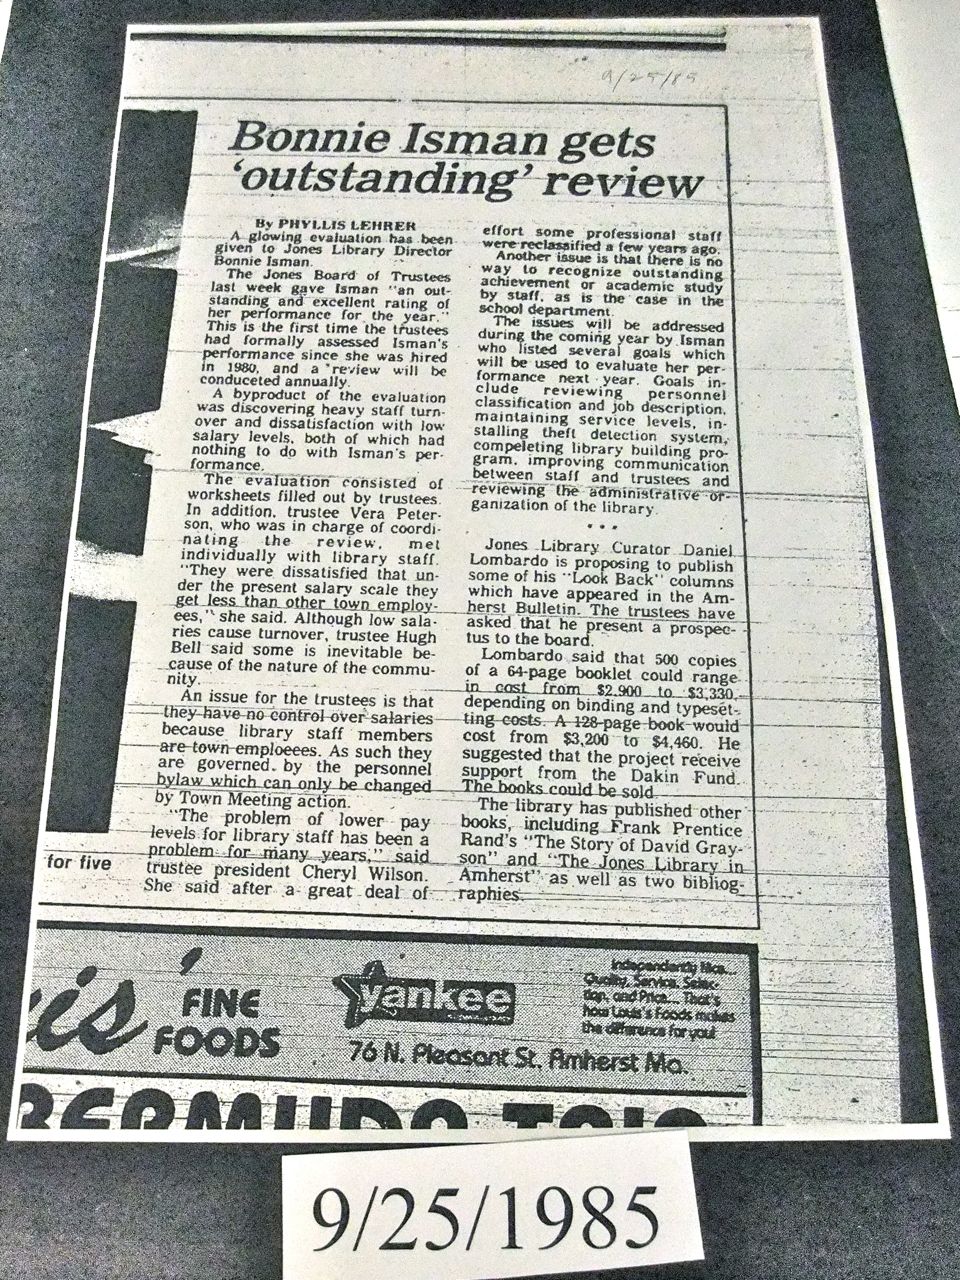 9/25/85
Bonnie Isman gets
'outstanding' review
By PHYLLIS LEHRER
A glowing evaluation has been
given to Jones Library Director
Bonnie Isman.
The Jones Board of Trustees
last week gave Isman "an out-
standing and excellent rating of
her performance for the year."
This is the first time the trustees
had formally assessed Isman's
performance since she was hired
in 1980, and a review will be
conduceted annually.
A byproduct of the evaluation
was discovering heavy staff turn-
over and dissatisfaction with low
salary levels, both of which had
nothing to do with Isman's per-
formance.
The evaluation consisted of
worksheets filled out by trustees.
In addition, trustee Vera Peter-
son, who was in charge of coordi-
nating the review, met
individually with library staff.
"They were dissatisfied that un-
der the present salary scale they
get less than other town employ-
ees," she said. Although low sala-
ries cause turnover, trustee Hugh
Bell said some is inevitable be-
cause of the nature of the commu-
nity.
An issue for the trustees is that
they have no control over salaries
because library staff members
are town emploeees. As such they
are governed by the personnel
bylaw which can only be changed
by Town Meeting action.
"The problem of lower pay
levels for library staff has been a
problem for many years," said
trustee president Cheryl Wilson.
She said after a great deal of
effort some professional staff
were reclassified a few years ago.
Another issue is that there is no
way to recognize outstanding
achievement or academic study
by staff, as is the case in the
school department.
The issues will be addressed
during the coming year by Isman
who listed several goals which
will be used to evaluate her per-
formance next year. Goals in-
clude reviewing personnel
classification and job description,
maintaining service levels, in-
stalling theft detection system,
compeleting library building pro-
gram, improving communication
between staff and trustees and
reviewing the administrative or-
ganization of the library.
• • •
Jones Library Curator Daniel
Lombardo is proposing to publish
some of his "Look Back" columns
which have appeared in the Am-
herst Bulletin. The trustees have
asked that he present a prospec-
tus to the board.
Lombardo said that 500 copies
of a 64-page booklet could range
in cost from $2,900 to $3,330,
depending on binding and typeset-
ting costs. A 128-page book would
cost from $3,200 to $4,460. He
suggested that the project receive
support from the Dakin Fund.
The books could be sold
The library has published other
books, including Frank Prentice
Rand's "The Story of David Gray-
son" and "The Jones Library in
Amherst" as well as two bibliog-
raphies.
for five
is'
FINE
FOODS
yankee
76 N. Pleasant St. Amherst Ma.
Independently Nice...
Quality, Service, Selec-
tion, and Price... That's
how Louis's Foods makes
the difference for you!
9/25/1985